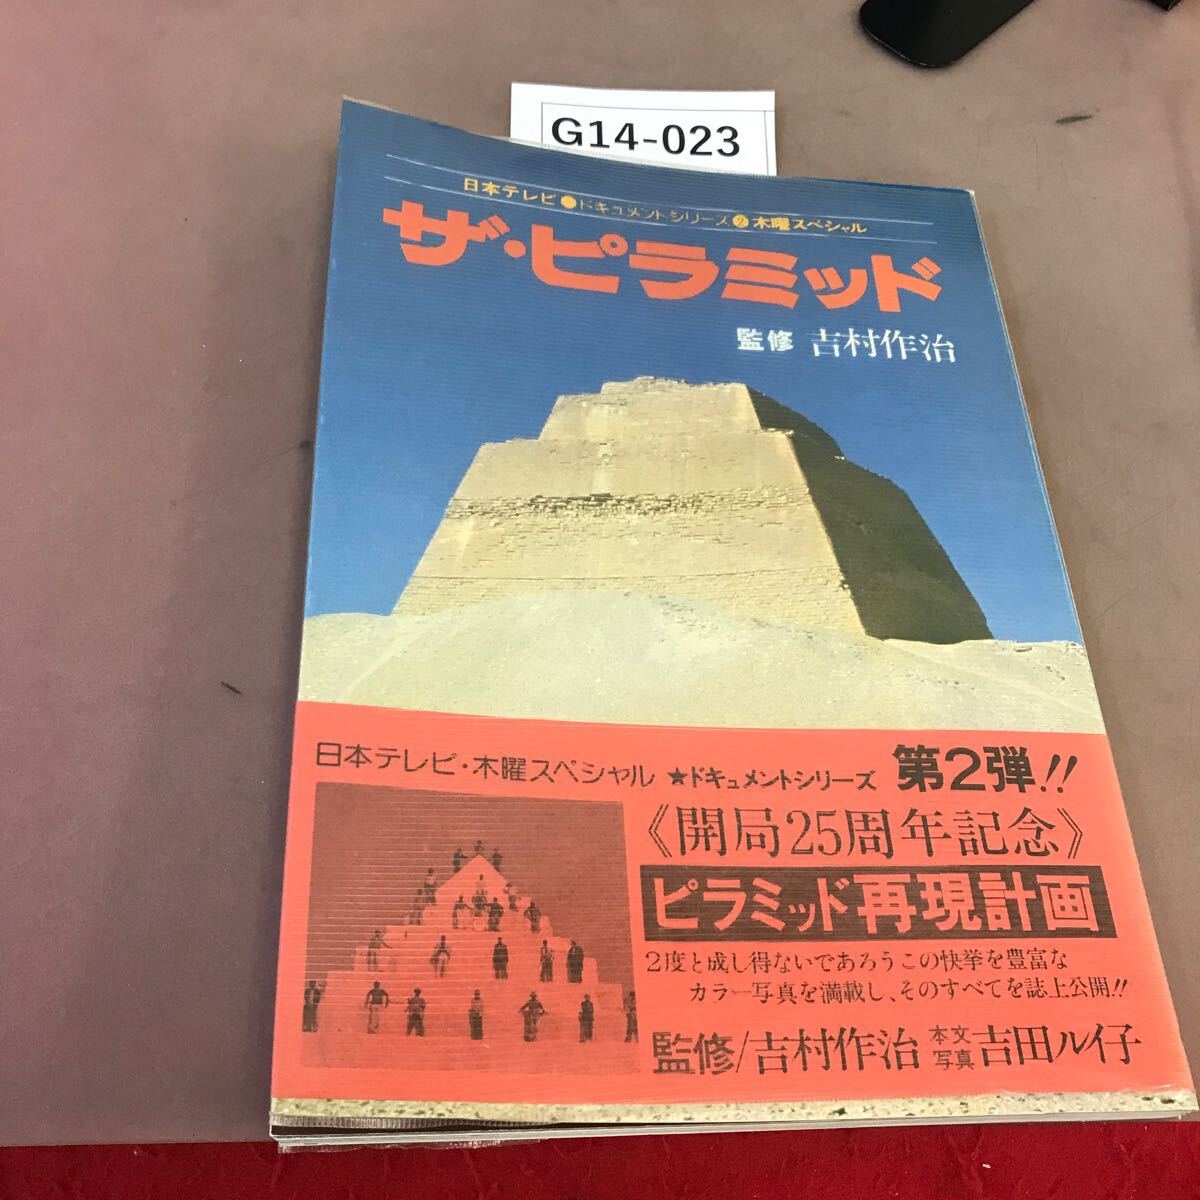 G14-023
日本テレビ●ドキュメントシリーズ❷木曜スペシャル
ザ・ピラミッド
監修 吉村作治
日本テレビ・木曜スペシャル ★ドキュメントシリーズ 第2弾!!
《開局25周年記念》
ピラミッド再現計画
2度と成し得ないであろうこの快挙を豊富な
カラー写真を満載し、そのすべてを誌上公開!!
監修/吉村作治 本文写真 吉田ルイ子